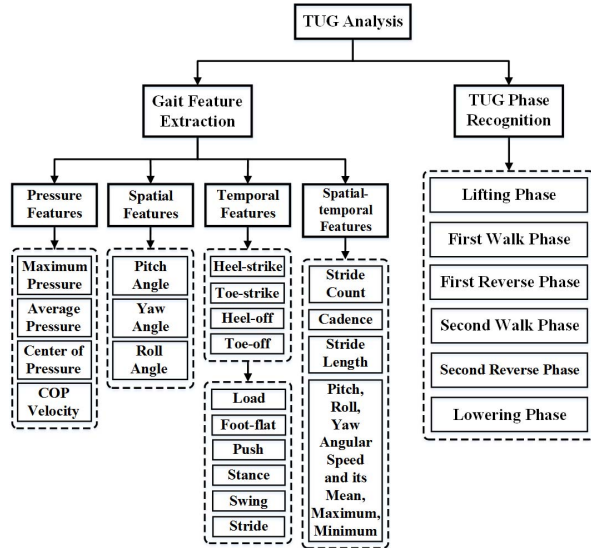 TUG Analysis
Gait Feature
Extraction
TUG Phase
Recognition
Pressure
Features
Spatial
Features
Temporal
Features
Spatial-
temporal
Features
Maximum
Pressure
Average
Pressure
Center of
Pressure
COP
Velocity
Pitch
Angle
Yaw
Angle
Roll
Angle
Heel-strike
Toe-strike
Heel-off
Toe-off
Load
Foot-flat
Push
Stance
Swing
Stride
Stride
Count
Cadence
Stride
Length
Pitch,
Roll,
Yaw
Angular
Speed
and its
Mean,
Maximum,
Minimum
Lifting Phase
First Walk Phase
First Reverse Phase
Second Walk Phase
Second Reverse Phase
Lowering Phase